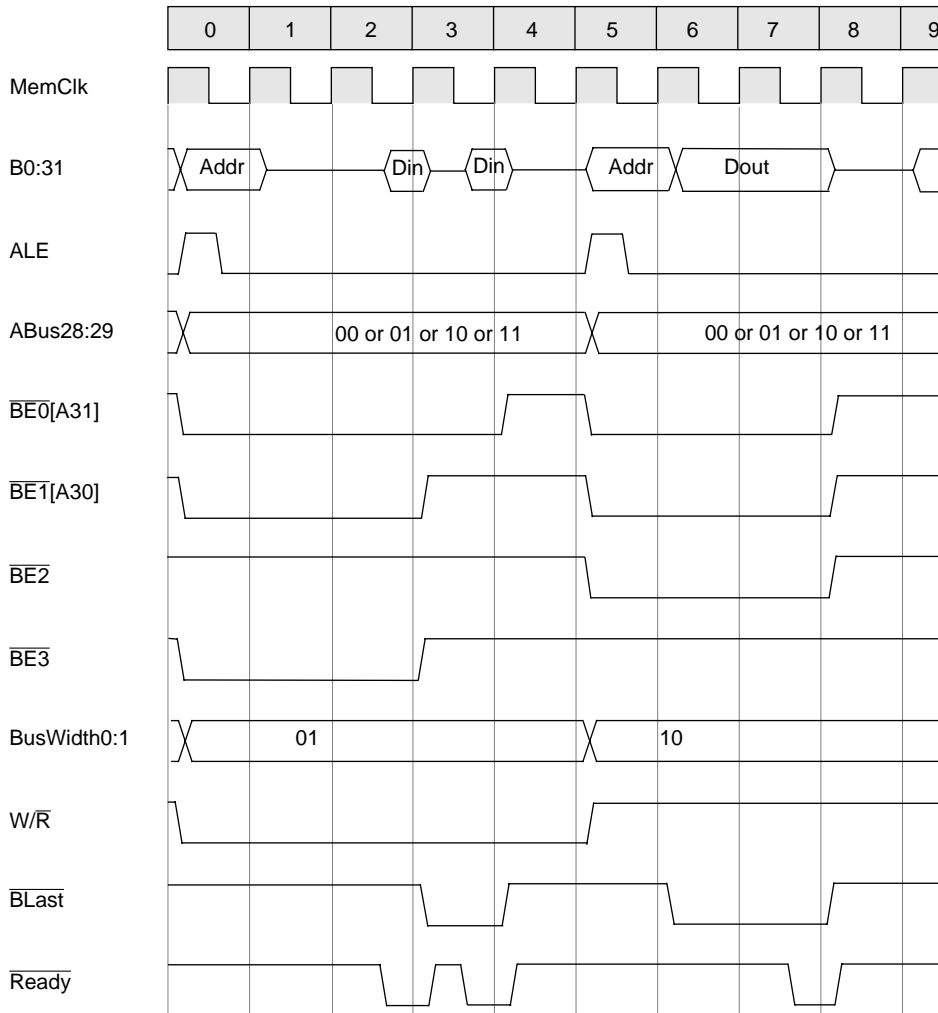 0 1 2 3 4 5 6 7 8 9
MemClk
B0:31 Addr Din Din Addr Dout
ALE
ABus28:29 00 or 01 or 10 or 11 00 or 01 or 10 or 11
BE0[A31]
BE1[A30]
BE2
BE3
BusWidth0:1 01 10
W/R
BLast
Ready